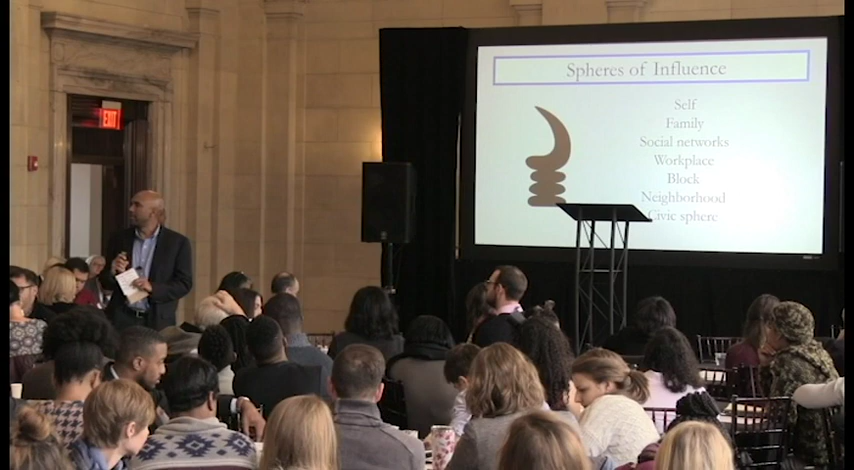 EXIT
Spheres of Influence
Self
Family
Social networks
Workplace
Block
Neighborhood
Civic sphere